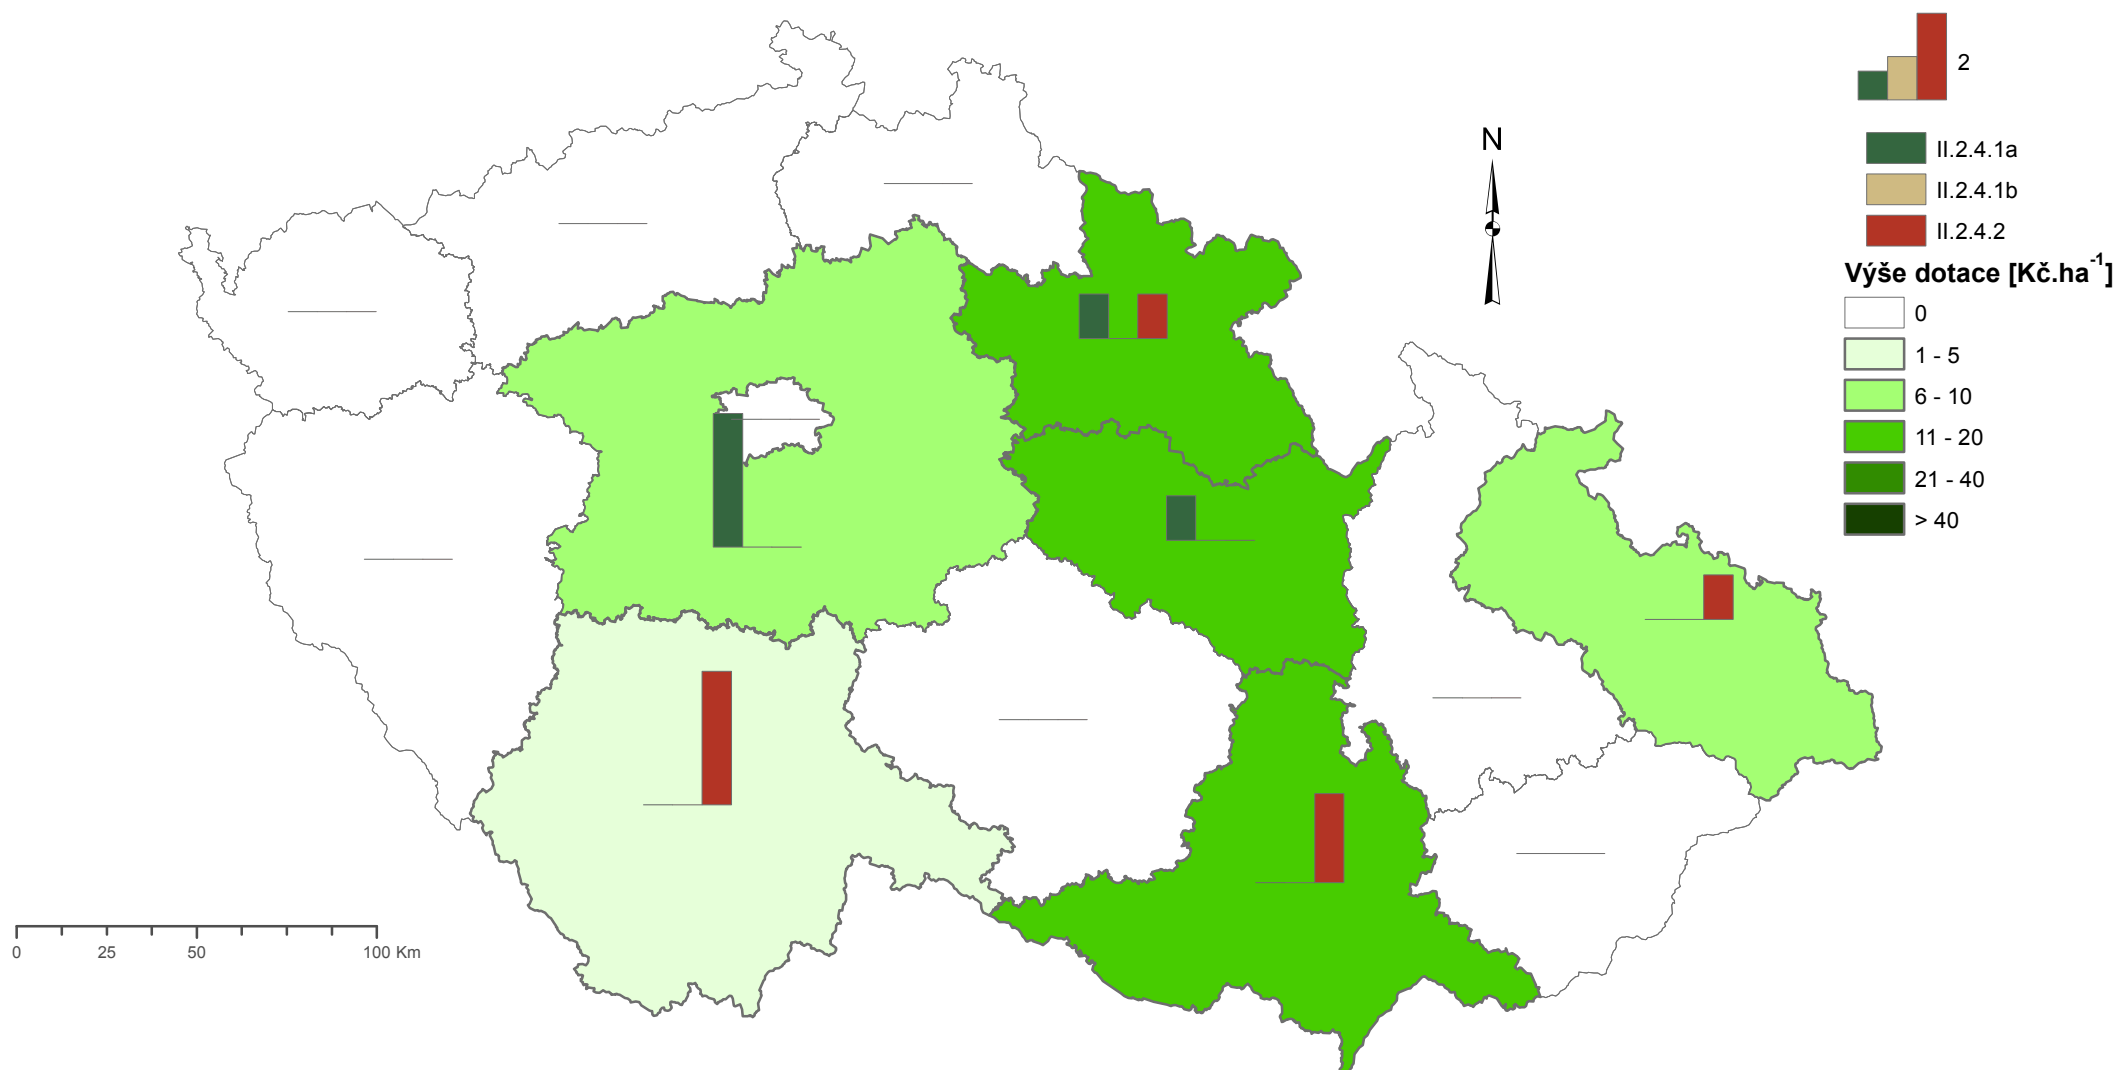 2
N
II.2.4.1a
II.2.4.1b
II.2.4.2
Výše dotace [Kč.ha-1]
0
1 - 5
6 - 10
11 - 20
21 - 40
> 40
0 25 50 100 Km